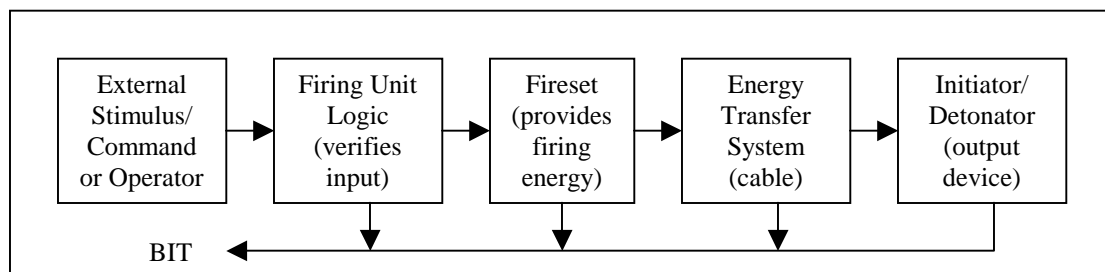 External
Stimulus/
Command
or Operator
Firing Unit
Logic
(verifies
input)
Fireset
(provides
firing
energy)
Energy
Transfer
System
(cable)
Initiator/
Detonator
(output
device)
BIT